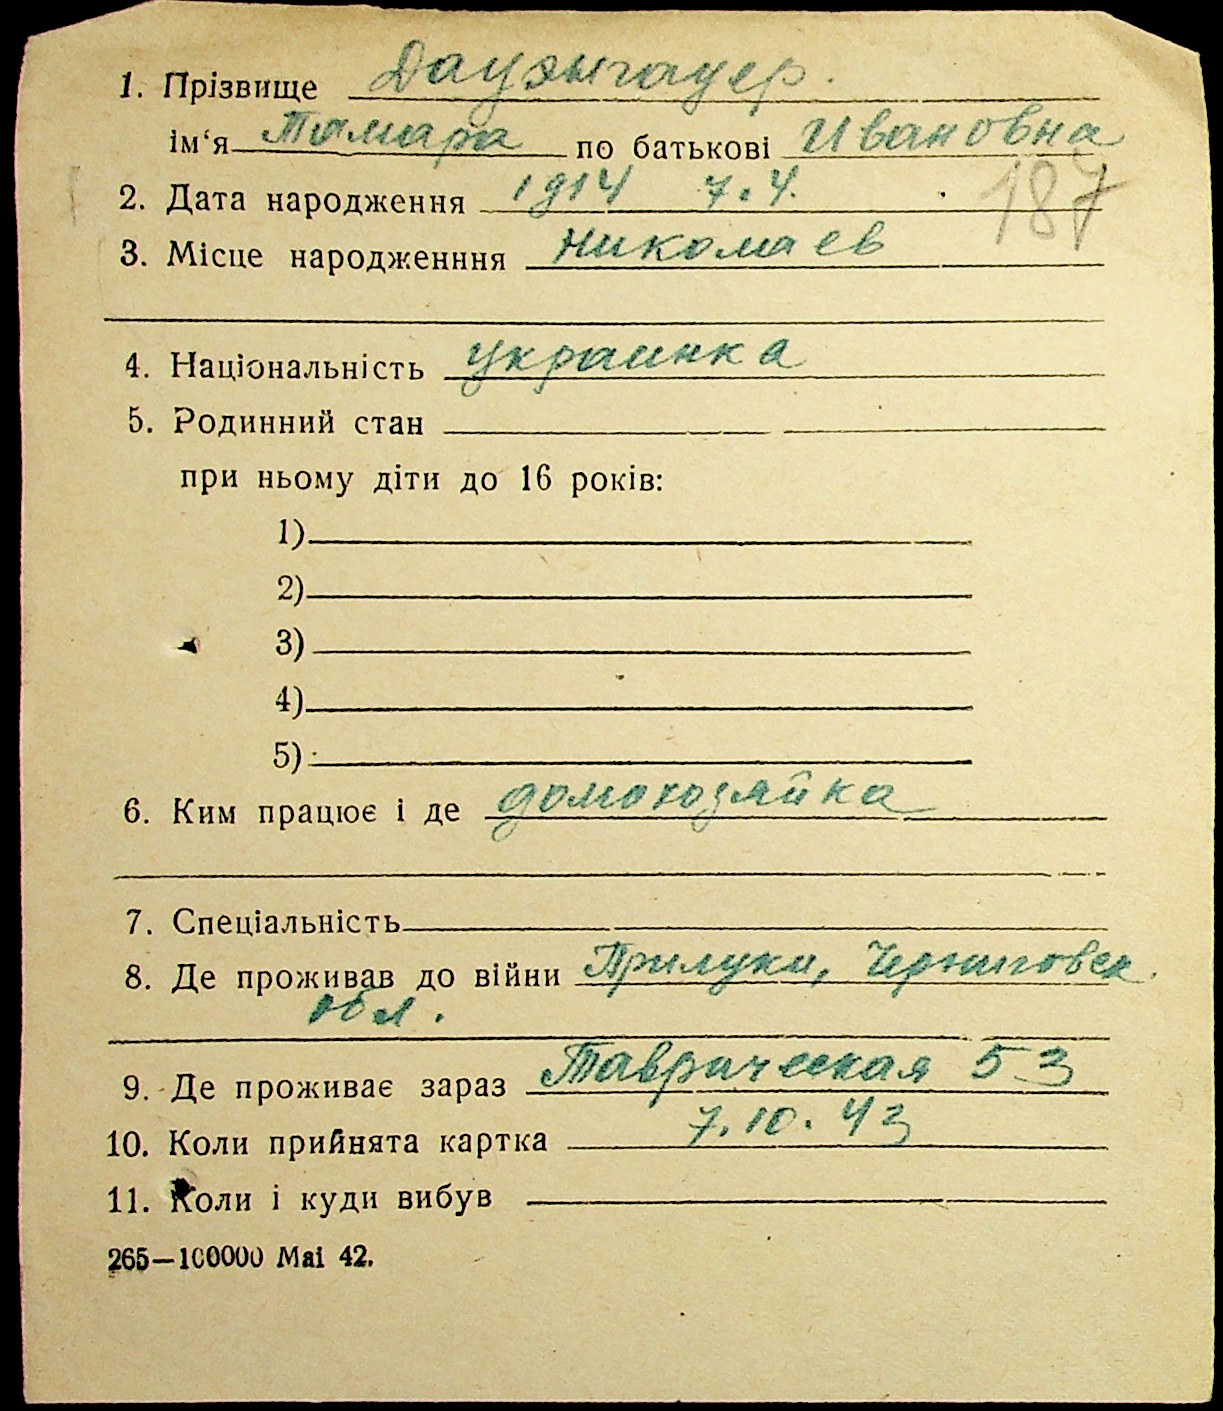 1. Прізвище Даузынгауер.
ім‘я Тамара по батькові Ивановна
2. Дата народження 1914 7.4.
187
3. Місце народженння Николаев
4. Національність украинка
5. Родинний стан
при ньому діти до 16 років:
1)
2)
3)
4)
5)
6. Ким працює і де домохозяйка
7. Спеціальність
8. Де проживав до війни Прилуки, Черниговск.
обл.
9. Де проживає зараз Таврическая 53
10. Коли прийнята картка 7.10.43
11. Коли і куди вибув
265—100000 Mai 42.